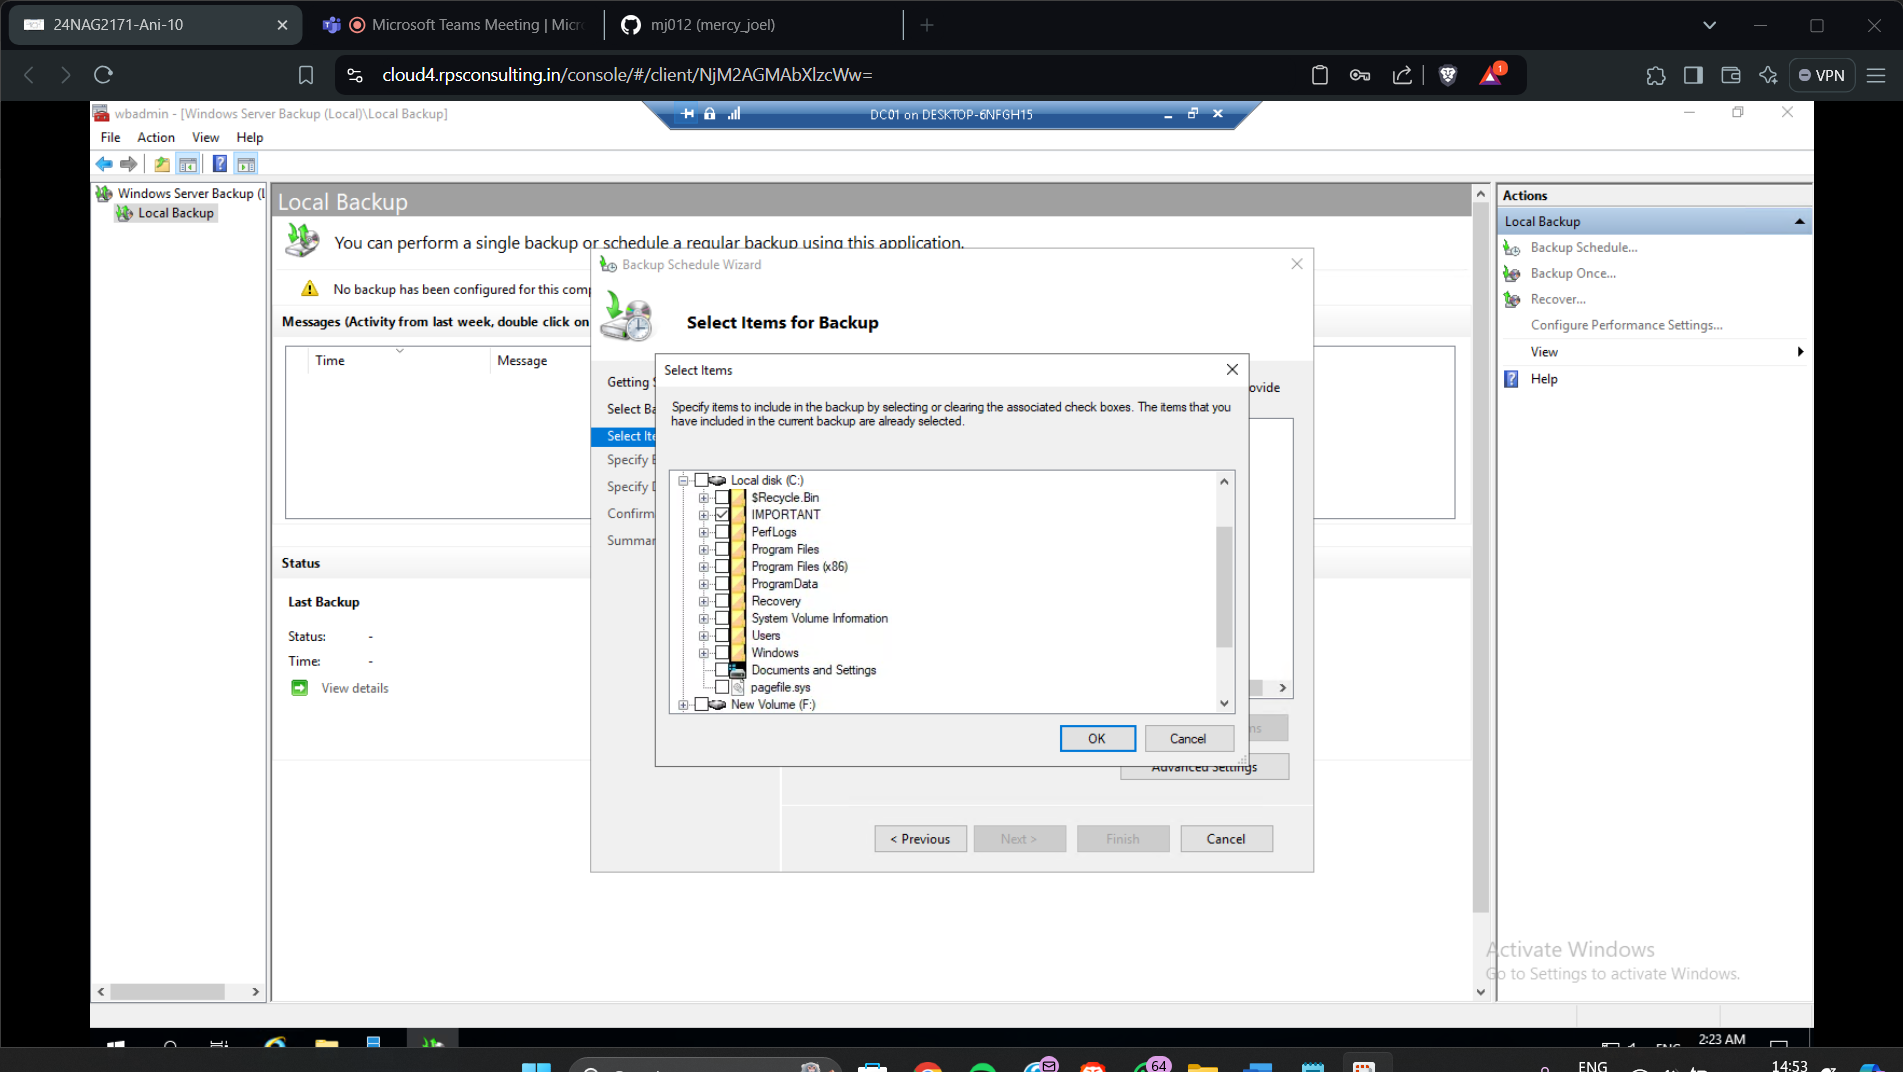 24NAG2171-Ani-10
Microsoft Teams Meeting | Micr
mj012 (mercy_joel)
cloud4.rpsconsulting.in/console/#/client/NjM2AGMAbXlzcWw=
1
VPN
wbadmin - [Windows Server Backup (Local)\Local Backup]
DC01 on DESKTOP-6NFGH15
File Action View Help
Windows Server Backup (L
Local Backup
Local Backup
You can perform a single backup or schedule a regular backup using this application.
No backup has been configured for this comp
Messages (Activity from last week, double click on
Time Message
Status
Last Backup
Status: -
Time: -
View details
Backup Schedule Wizard
Select Items for Backup
Getting S
Select Ba
Select Ite
Specify B
Specify D
Confirm
Summar
ovide
Select Items
Specify items to include in the backup by selecting or clearing the associated check boxes. The items that you
have included in the current backup are already selected.
Local disk (C:)
$Recycle.Bin
IMPORTANT
PerfLogs
Program Files
Program Files (x86)
ProgramData
Recovery
System Volume Information
Users
Windows
Documents and Settings
pagefile.sys
New Volume (F:)
OK Cancel
ms
Advanced Settings
< Previous Next > Finish Cancel
Actions
Local Backup
Backup Schedule...
Backup Once...
Recover...
Configure Performance Settings...
View
Help
Activate Windows
Go to Settings to activate Windows.
2:23 AM
64
ENG
14:53